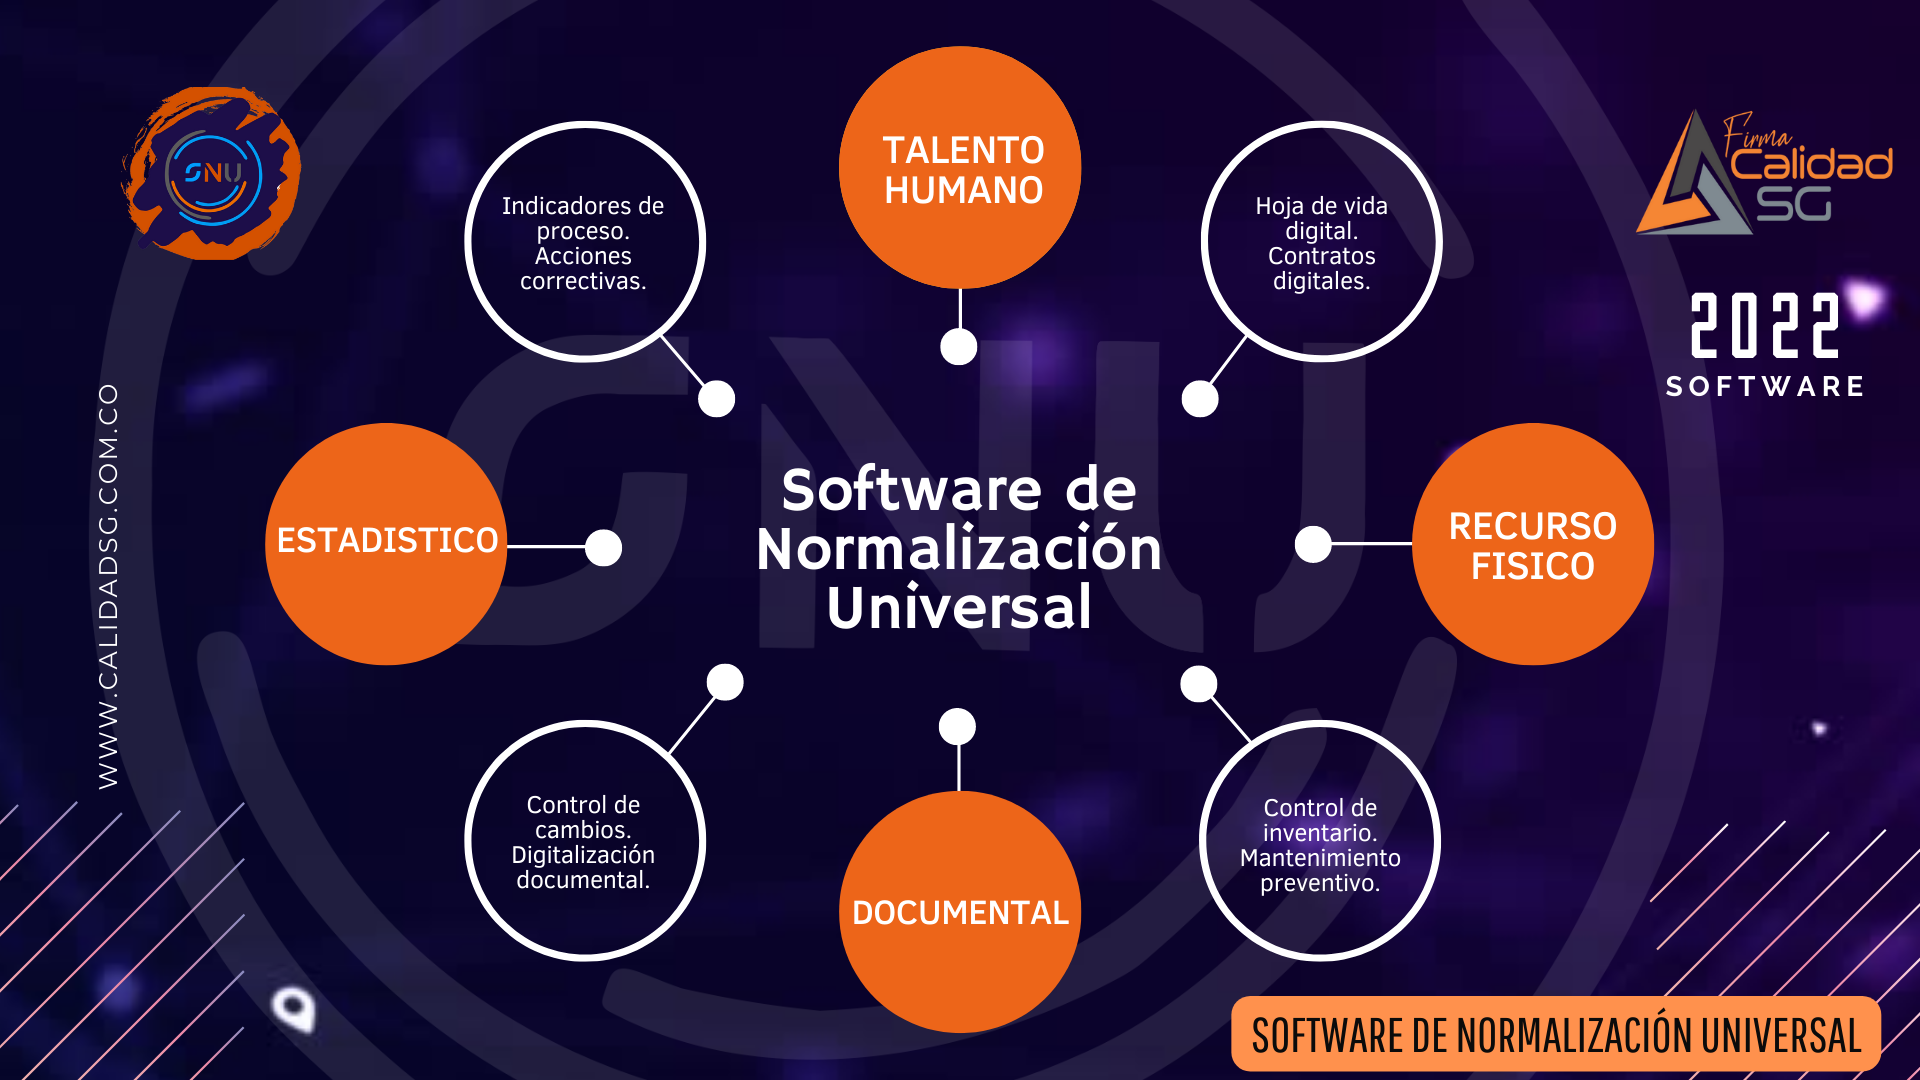 SNU
Indicadores de
proceso.
Acciones
correctivas.
TALENTO
HUMANO
Hoja de vida
digital.
Contratos
digitales.
Firma
Calidad
SG
2022
SOFTWARE
WWW.CALIDADSG.COM.CO
ESTADISTICO
Software de
Normalización
Universal
RECURSO
FISICO
Control de
cambios.
Digitalización
documental.
DOCUMENTAL
Control de
inventario.
Mantenimiento
preventivo.
SOFTWARE DE NORMALIZACIÓN UNIVERSAL
SNU